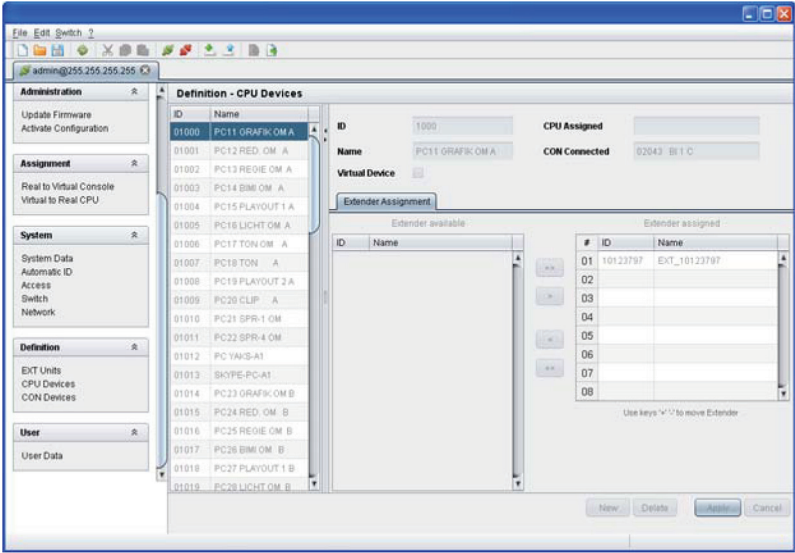 File Edit Switch ?
admin@255.255.255.255
Administration
Update Firmware
Activate Configuration
Assignment
Real to Virtual Console
Virtual to Real CPU
System
System Data
Automatic ID
Access
Switch
Network
Definition
EXT Units
CPU Devices
CON Devices
User
User Data
Definition - CPU Devices
ID Name
01000 PC11 GRAFIK OM A
01001 PC12 RED. OM A
01002 PC13 REGIE OM A
01003 PC14 BIMI OM A
01004 PC15 PLAYOUT 1 A
01005 PC16 LICHT OM A
01006 PC17 TON OM A
01007 PC18 TON A
01008 PC19 PLAYOUT 2 A
01009 PC20 CLIP A
01010 PC21 SPR-1 OM
01011 PC22 SPR-4 OM
01012 PC YAKS-A1
01013 SKYPE-PC-A1
01014 PC23 GRAFIK OM B
01015 PC24 RED. OM B
01016 PC25 REGIE OM B
01017 PC26 BIMI OM B
01018 PC27 PLAYOUT 1 B
01019 PC28 LICHT OM B
ID 1000
Name PC11 GRAFIK OM A
Virtual Device
CPU Assigned
CON Connected 02043 BI 1 C
Extender Assignment
Extender available
ID Name
Extender assigned
# ID Name
01 10123797 EXT_10123797
02
03
04
05
06
07
08
Use keys '+' '-' to move Extender
New Delete Apply Cancel